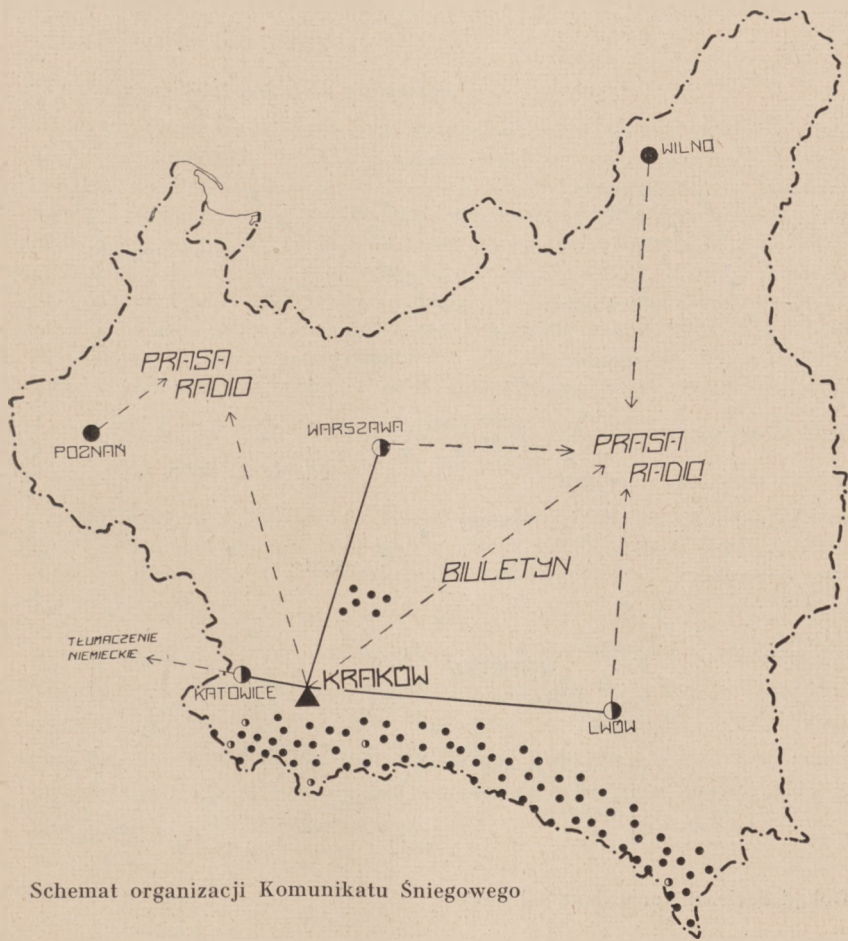 WILNO
PRASA
RADIO
POZNAŃ
WARSZAWA
PRASA
RADIO
BIULETYN
TŁUMACZENIE
NIEMIECKIE
KATOWICE
KRAKÓW
LWÓW
Schemat organizacji Komunikatu Śniegowego